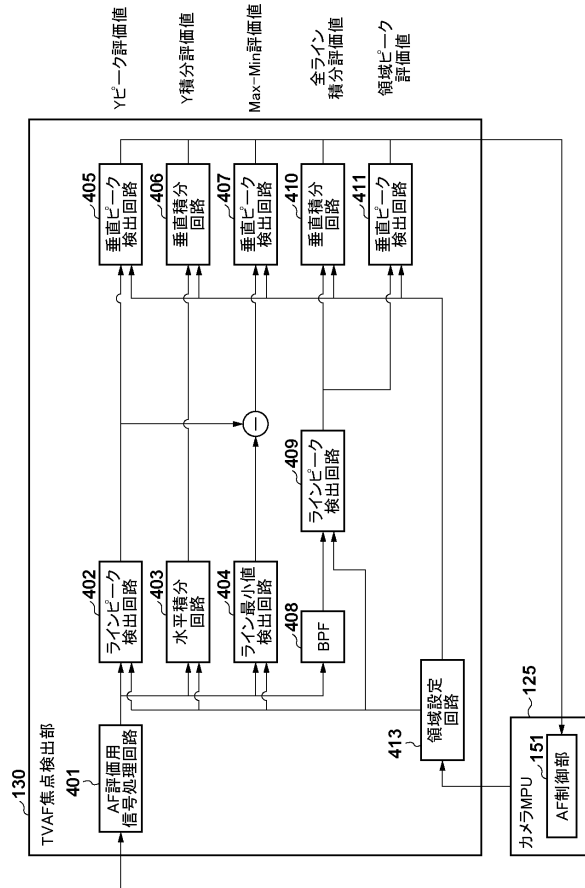 130
TVAF焦点検出部
401
AF評価用
信号処理回路
402
ラインピーク
検出回路
403
水平積分
回路
404
ライン最小値
検出回路
408
BPF
409
ラインピーク
検出回路
−
405
垂直ピーク
検出回路
406
垂直積分
回路
407
垂直ピーク
検出回路
410
垂直積分
回路
411
垂直ピーク
検出回路
Yピーク評価値
Y積分評価値
Max-Min評価値
全ライン
積分評価値
領域ピーク
評価値
413
領域設定
回路
125
カメラMPU
151
AF制御部